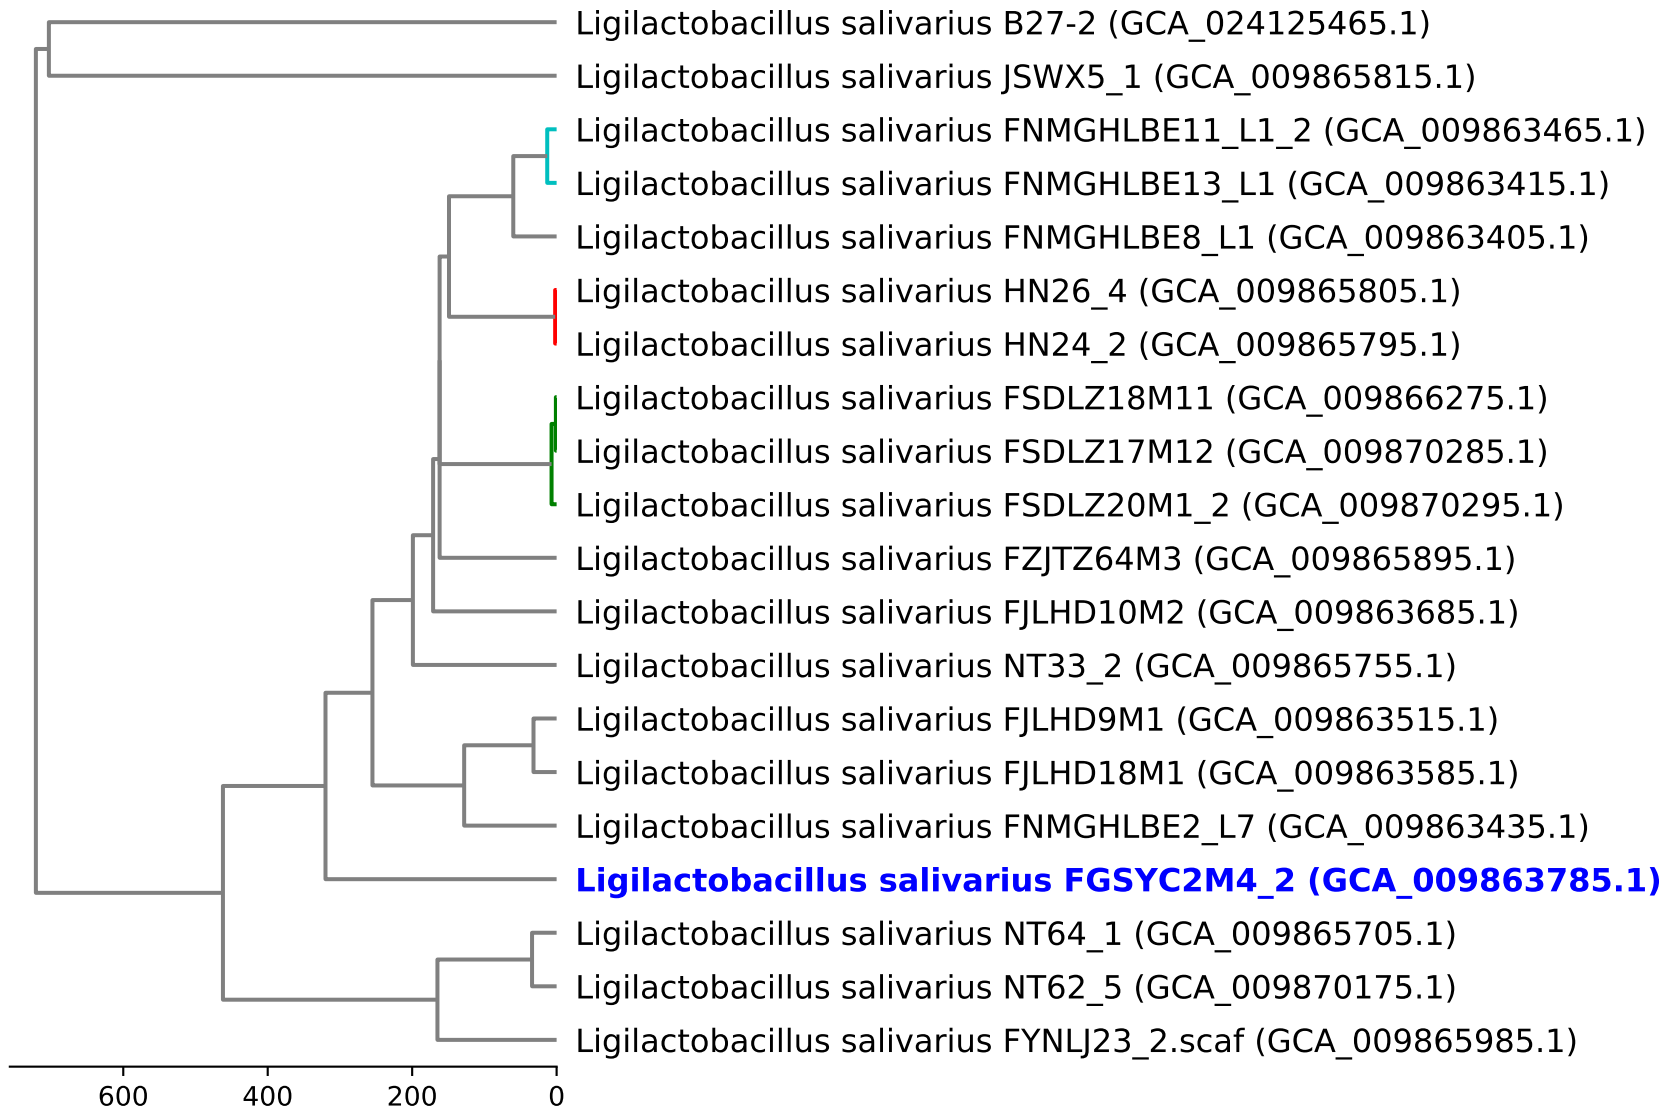 Ligilactobacillus salivarius B27-2 (GCA_024125465.1)
Ligilactobacillus salivarius JSWX5_1 (GCA_009865815.1)
Ligilactobacillus salivarius FNMGHLBE11_L1_2 (GCA_009863465.1)
Ligilactobacillus salivarius FNMGHLBE13_L1 (GCA_009863415.1)
Ligilactobacillus salivarius FNMGHLBE8_L1 (GCA_009863405.1)
Ligilactobacillus salivarius HN26_4 (GCA_009865805.1)
Ligilactobacillus salivarius HN24_2 (GCA_009865795.1)
Ligilactobacillus salivarius FSDLZ18M11 (GCA_009866275.1)
Ligilactobacillus salivarius FSDLZ17M12 (GCA_009870285.1)
Ligilactobacillus salivarius FSDLZ20M1_2 (GCA_009870295.1)
Ligilactobacillus salivarius FZJTZ64M3 (GCA_009865895.1)
Ligilactobacillus salivarius FJLHD10M2 (GCA_009863685.1)
Ligilactobacillus salivarius NT33_2 (GCA_009865755.1)
Ligilactobacillus salivarius FJLHD9M1 (GCA_009863515.1)
Ligilactobacillus salivarius FJLHD18M1 (GCA_009863585.1)
Ligilactobacillus salivarius FNMGHLBE2_L7 (GCA_009863435.1)
Ligilactobacillus salivarius FGSYC2M4_2 (GCA_009863785.1)
Ligilactobacillus salivarius NT64_1 (GCA_009865705.1)
Ligilactobacillus salivarius NT62_5 (GCA_009870175.1)
Ligilactobacillus salivarius FYNLJ23_2.scaf (GCA_009865985.1)
600 400 200 0